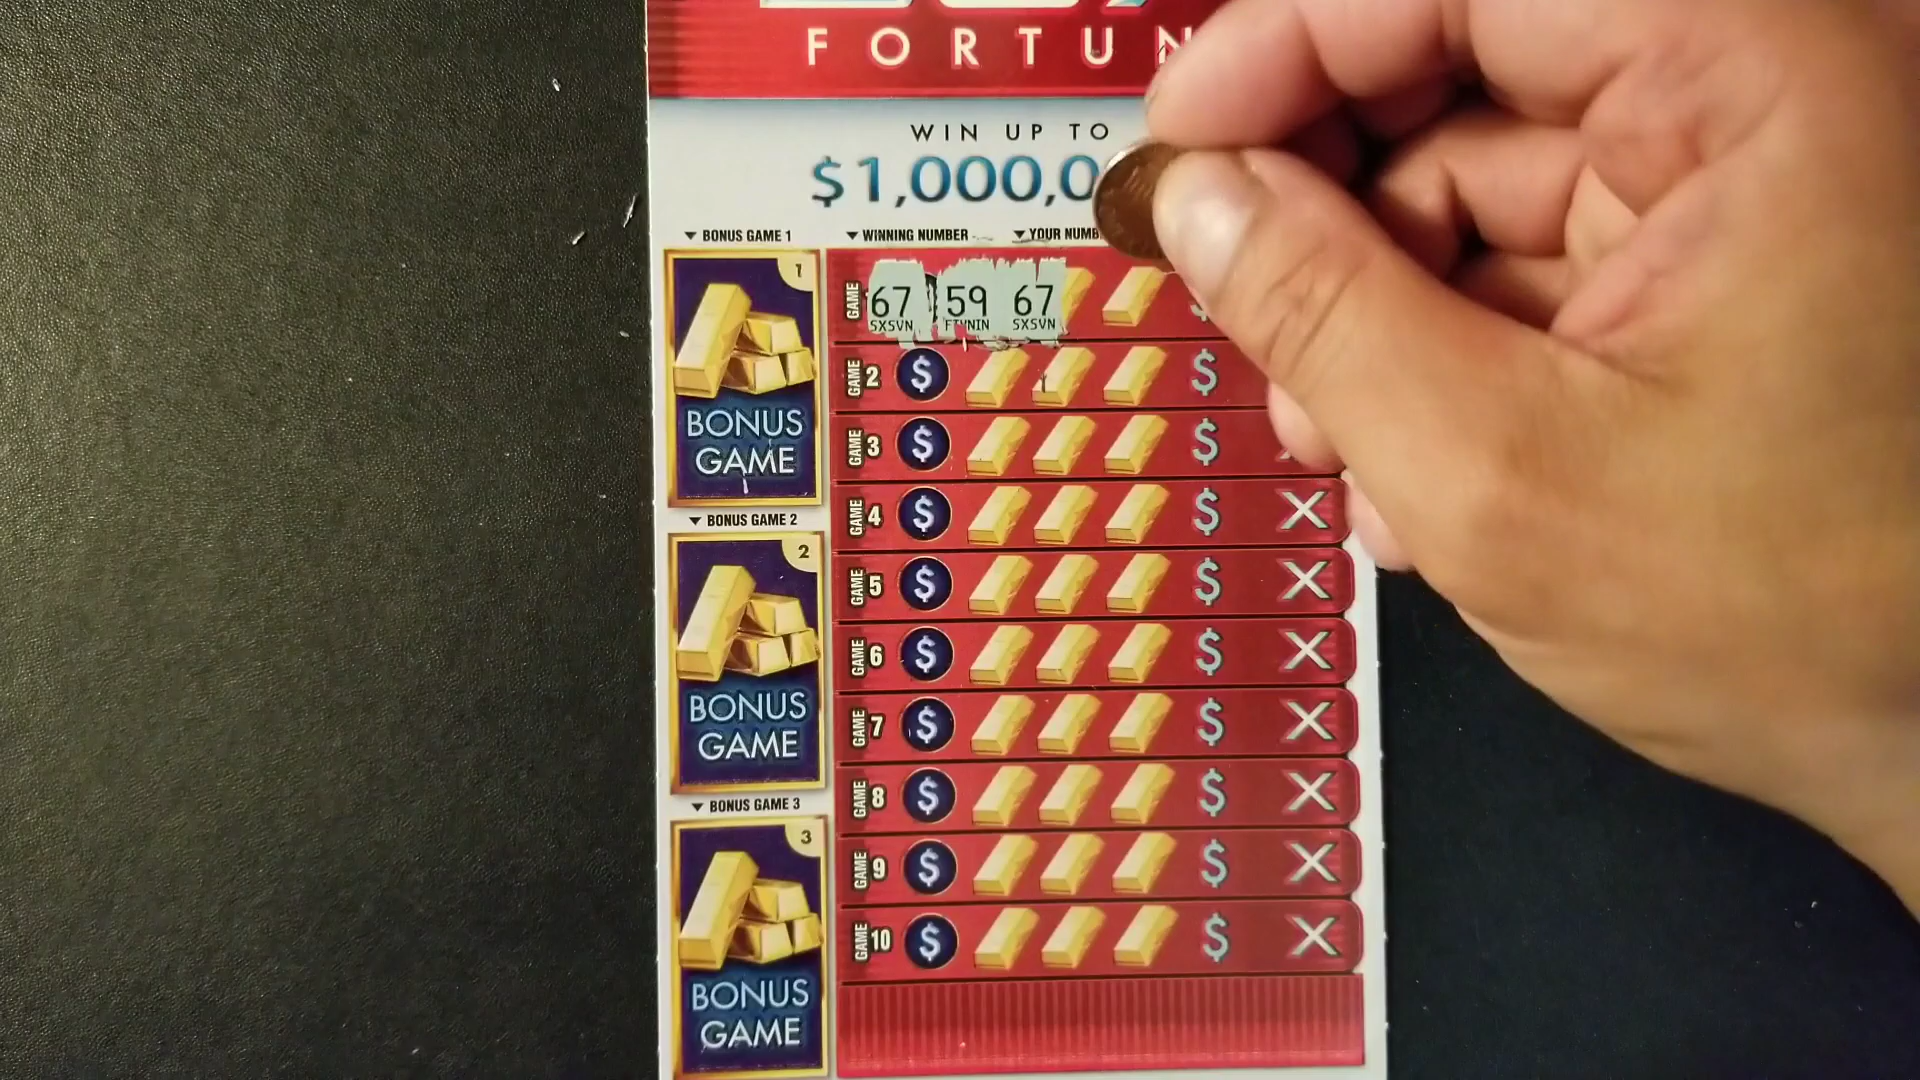 FORTUN
WIN UP TO
$1,000,0
BONUS GAME 1
WINNING NUMBER
YOUR NUMB
1
BONUS
GAME
GAME
67 59 67
SXSVN FIYNIN SXSVN
GAME 2 $ $
GAME 3 $ $
GAME 4 $ $ X
BONUS GAME 2
2
BONUS
GAME
GAME 5 $ $ X
GAME 6 $ $ X
GAME 7 $ $ X
BONUS GAME 3
3
BONUS
GAME
GAME 8 $ $ X
GAME 9 $ $ X
GAME 10 $ $ X